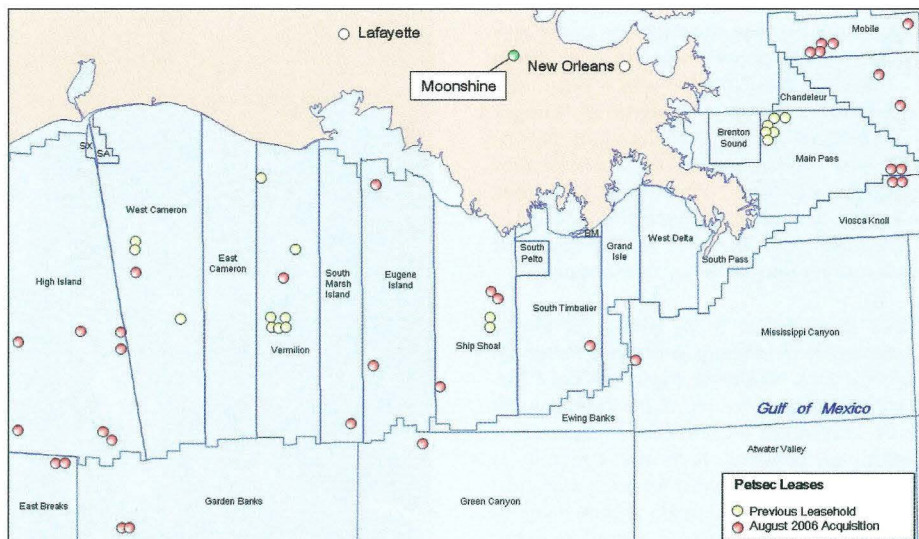 Lafayette
Mobile
New Orleans
Moonshine
Chandeleur
Brenton
Sound
SX
SA
Main Pass
West Cameron
Viosca Knoll
BM
South
Pelto
Grand
Isle
West Delta
East
Cameron
South Pass
High Island
South
Marsh
Island
Eugene
Island
South Timbalier
Mississippi Canyon
Ship Shoal
Vermilion
Gulf of Mexico
Ewing Banks
Atwater Valley
East Breaks
Garden Banks
Green Canyon
Petsec Leases
Previous Leasehold
August 2006 Acquisition